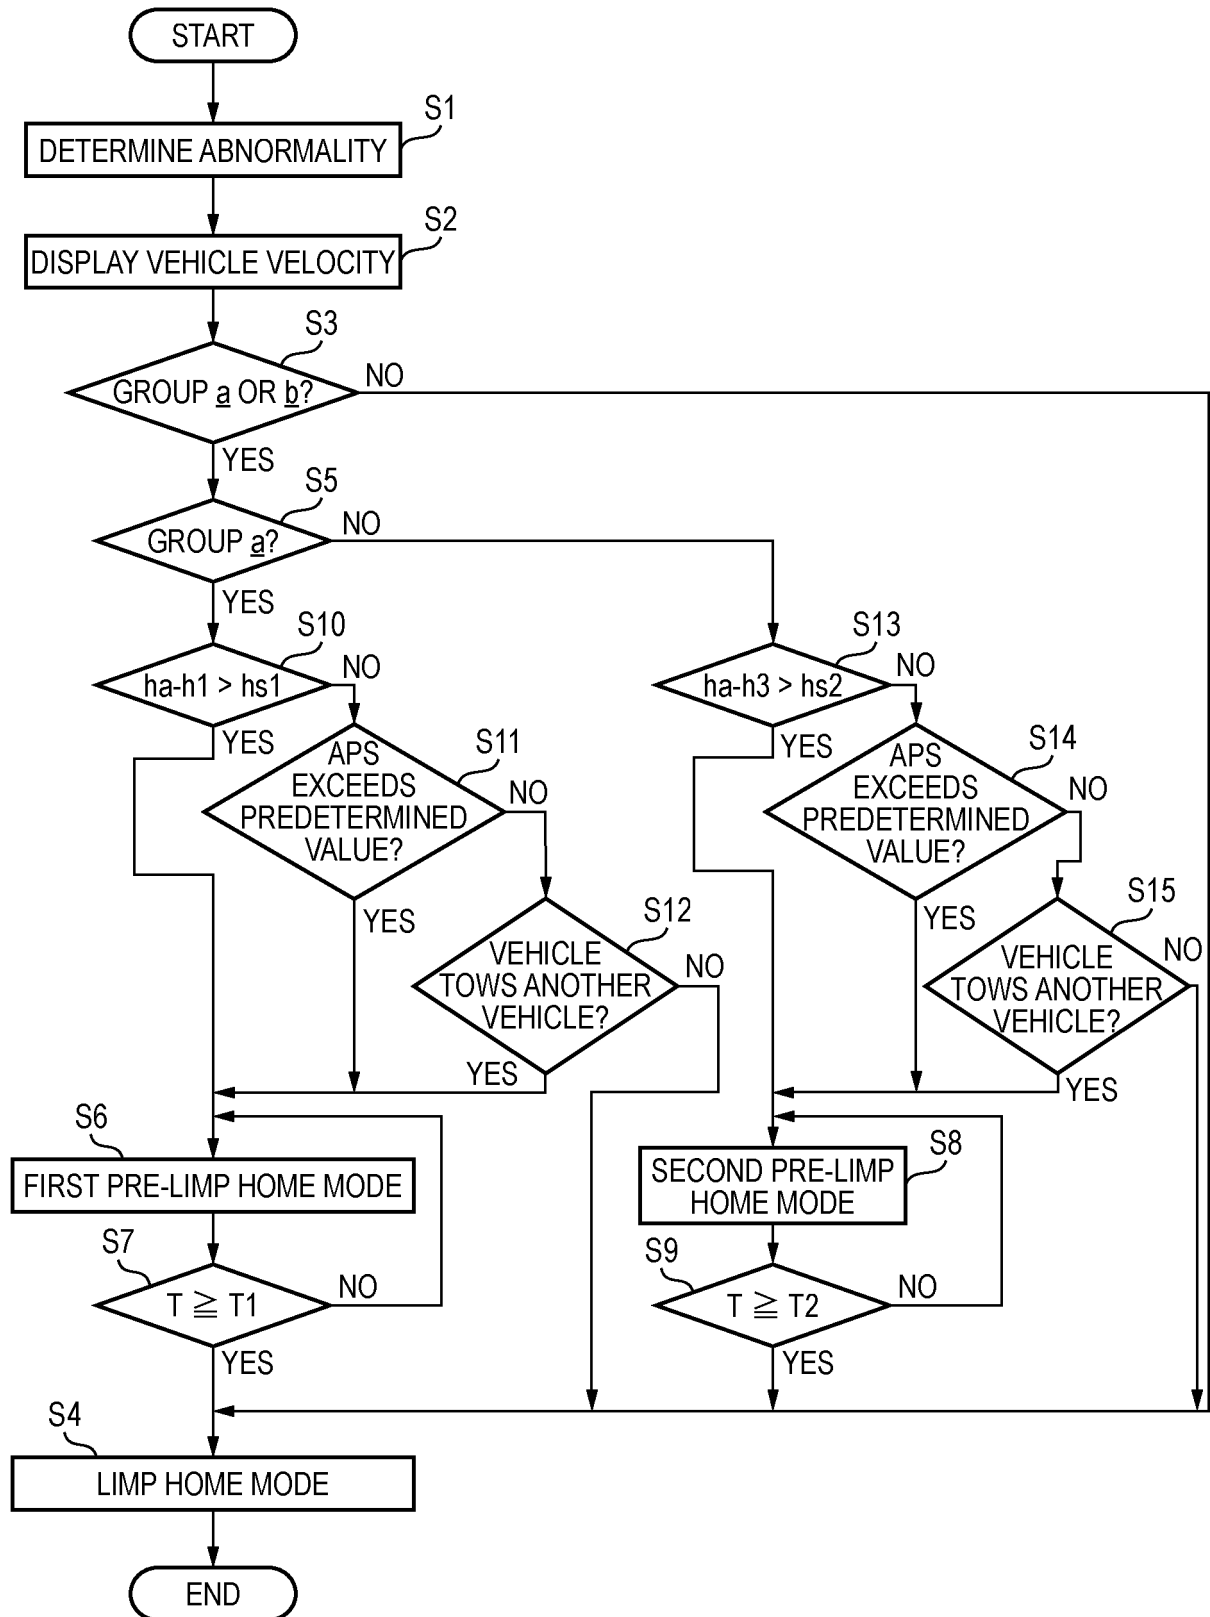 START
S1
DETERMINE ABNORMALITY
S2
DISPLAY VEHICLE VELOCITY
S3
GROUP a OR b?
NO
YES
S5
GROUP a?
NO
YES
S10
ha-h1 > hs1
NO
YES
S11
APS
EXCEEDS
PREDETERMINED
VALUE?
NO
YES
S12
VEHICLE
TOWS ANOTHER
VEHICLE?
NO
YES
S13
ha-h3 > hs2
NO
YES
S14
APS
EXCEEDS
PREDETERMINED
VALUE?
NO
YES
S15
VEHICLE
TOWS ANOTHER
VEHICLE?
NO
YES
S6
FIRST PRE-LIMP HOME MODE
S7
T ≧ T1
NO
YES
S8
SECOND PRE-LIMP
HOME MODE
S9
T ≧ T2
NO
YES
S4
LIMP HOME MODE
END